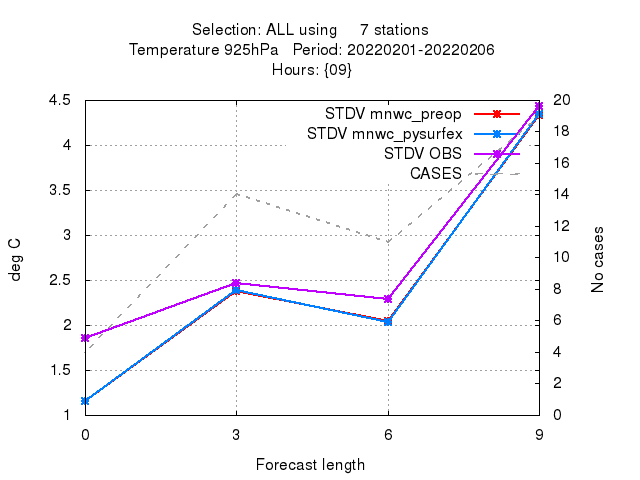 Selection: ALL using     7 stations
Temperature 925hPa   Period: 20220201-20220206
Hours: {09}
STDV mnwc_preop
STDV mnwc_pysurfex
STDV OBS
CASES
4.5
4
3.5
3
2.5
2
1.5
1
20
18
16
14
12
10
8
6
4
2
0
deg C
No cases
0 3 6 9
Forecast length